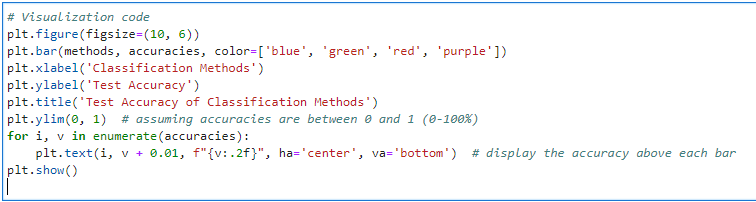 # Visualization code
plt.figure(figsize=(10, 6))
plt.bar(methods, accuracies, color=['blue', 'green', 'red', 'purple'])
plt.xlabel('Classification Methods')
plt.ylabel('Test Accuracy')
plt.title('Test Accuracy of Classification Methods')
plt.ylim(0, 1)  # assuming accuracies are between 0 and 1 (0-100%)
for i, v in enumerate(accuracies):
    plt.text(i, v + 0.01, f"{v:.2f}", ha='center', va='bottom')  # display the accuracy above each bar
plt.show()